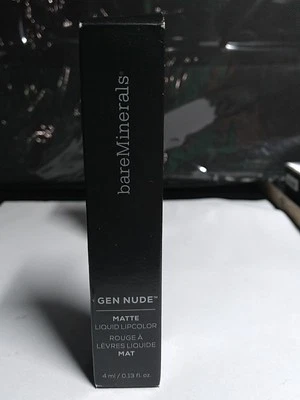 bareMinerals®
GEN NUDE™
MATTE
LIQUID LIPCOLOR
ROUGE À
LÈVRES LIQUIDE
MAT
4 ml / 0.13 fl. oz.